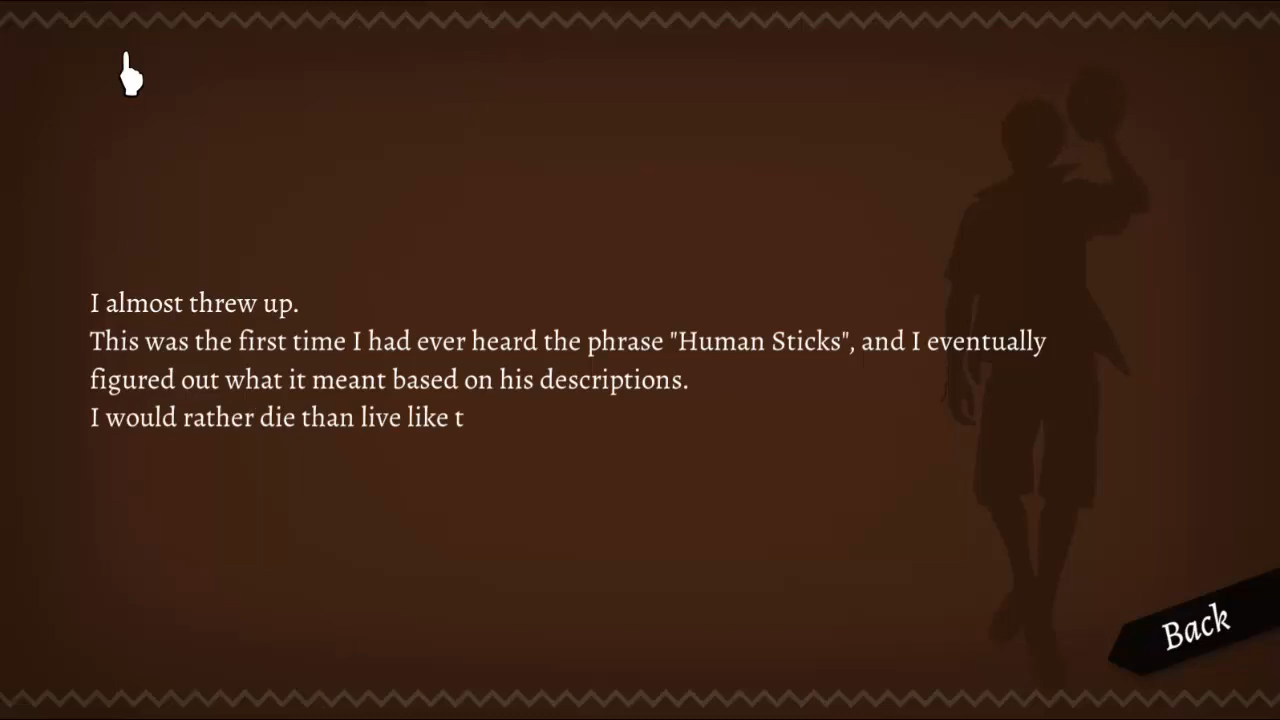 I almost threw up.
This was the first time I had ever heard the phrase "Human Sticks", and I eventually
figured out what it meant based on his descriptions.
I would rather die than live like t
Back